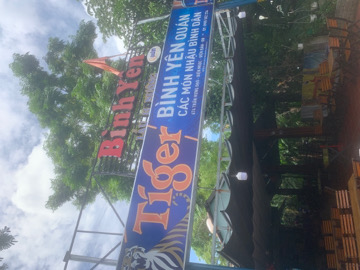 Bình Yên
Tiger
BÌNH YÊN QUÁN
CÁC MÓN NHẬU BÌNH DÂN